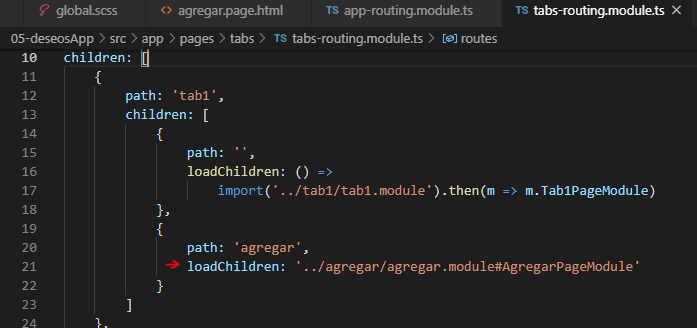 global.scss agregar.page.html TS app-routing.module.ts TS tabs-routing.module.ts ×
05-deseosApp > src > app > pages > tabs > TS tabs-routing.module.ts > routes
10 children: [
11 {
12 path: 'tab1',
13 children: [
14 {
15 path: '',
16 loadChildren: () =>
17 import('../tab1/tab1.module').then(m => m.Tab1PageModule)
18 },
19 {
20 path: 'agregar',
21 loadChildren: '../agregar/agregar.module#AgregarPageModule'
22 }
23 ]
24 },